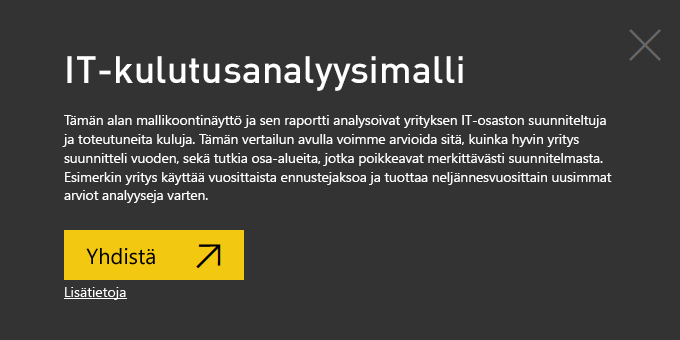 IT-kulutusanalyysimalli
Tämän alan mallikoontinäyttö ja sen raportti analysoivat yrityksen IT-osaston suunniteltuja
ja toteutuneita kuluja. Tämän vertailun avulla voimme arvioida sitä, kuinka hyvin yritys
suunnitteli vuoden, sekä tutkia osa-alueita, jotka poikkeavat merkittävästi suunnitelmasta.
Esimerkin yritys käyttää vuosittaista ennustejaksoa ja tuottaa neljännesvuosittain uusimmat
arviot analyyseja varten.
Yhdistä
Lisätietoja